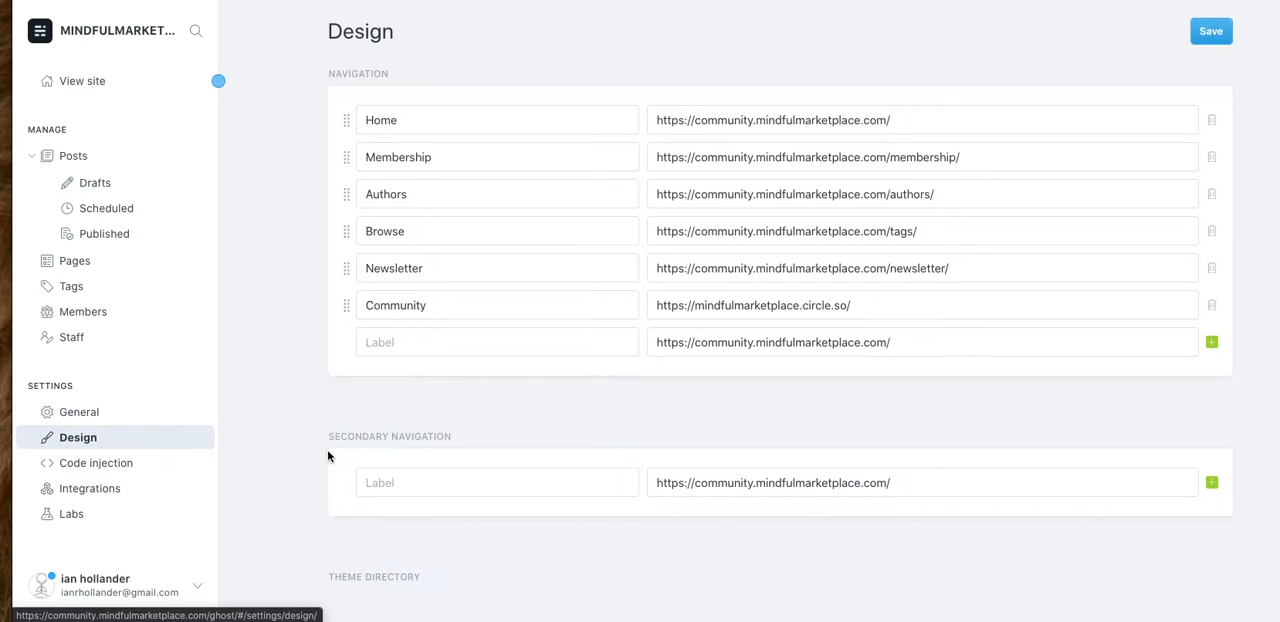 MINDFULMARKET...
View site
MANAGE
Posts
Drafts
Scheduled
Published
Pages
Tags
Members
Staff
SETTINGS
General
Design
Code injection
Integrations
Labs
ian hollander
ianrhollander@gmail.com
https://community.mindfulmarketplace.com/ghost/#/settings/design/
Design
Save
NAVIGATION
Home https://community.mindfulmarketplace.com/
Membership https://community.mindfulmarketplace.com/membership/
Authors https://community.mindfulmarketplace.com/authors/
Browse https://community.mindfulmarketplace.com/tags/
Newsletter https://community.mindfulmarketplace.com/newsletter/
Community https://mindfulmarketplace.circle.so/
Label https://community.mindfulmarketplace.com/
SECONDARY NAVIGATION
Label https://community.mindfulmarketplace.com/
THEME DIRECTORY